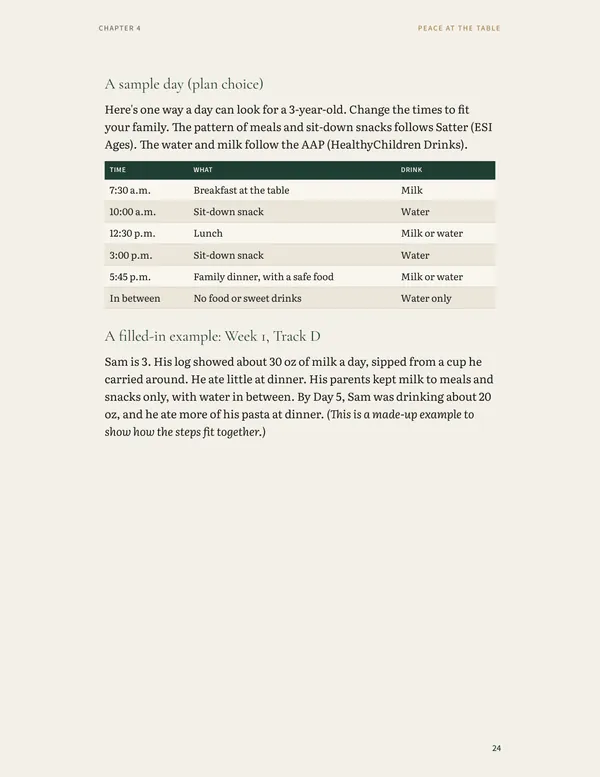 CHAPTER 4
PEACE AT THE TABLE
A sample day (plan choice)
Here's one way a day can look for a 3-year-old. Change the times to fit
your family. The pattern of meals and sit-down snacks follows Satter (ESI
Ages). The water and milk follow the AAP (HealthyChildren Drinks).
TIME WHAT DRINK
7:30 a.m. Breakfast at the table Milk
10:00 a.m. Sit-down snack Water
12:30 p.m. Lunch Milk or water
3:00 p.m. Sit-down snack Water
5:45 p.m. Family dinner, with a safe food Milk or water
In between No food or sweet drinks Water only
A filled-in example: Week 1, Track D
Sam is 3. His log showed about 30 oz of milk a day, sipped from a cup he
carried around. He ate little at dinner. His parents kept milk to meals and
snacks only, with water in between. By Day 5, Sam was drinking about 20
oz, and he ate more of his pasta at dinner. (This is a made-up example to
show how the steps fit together.)
24